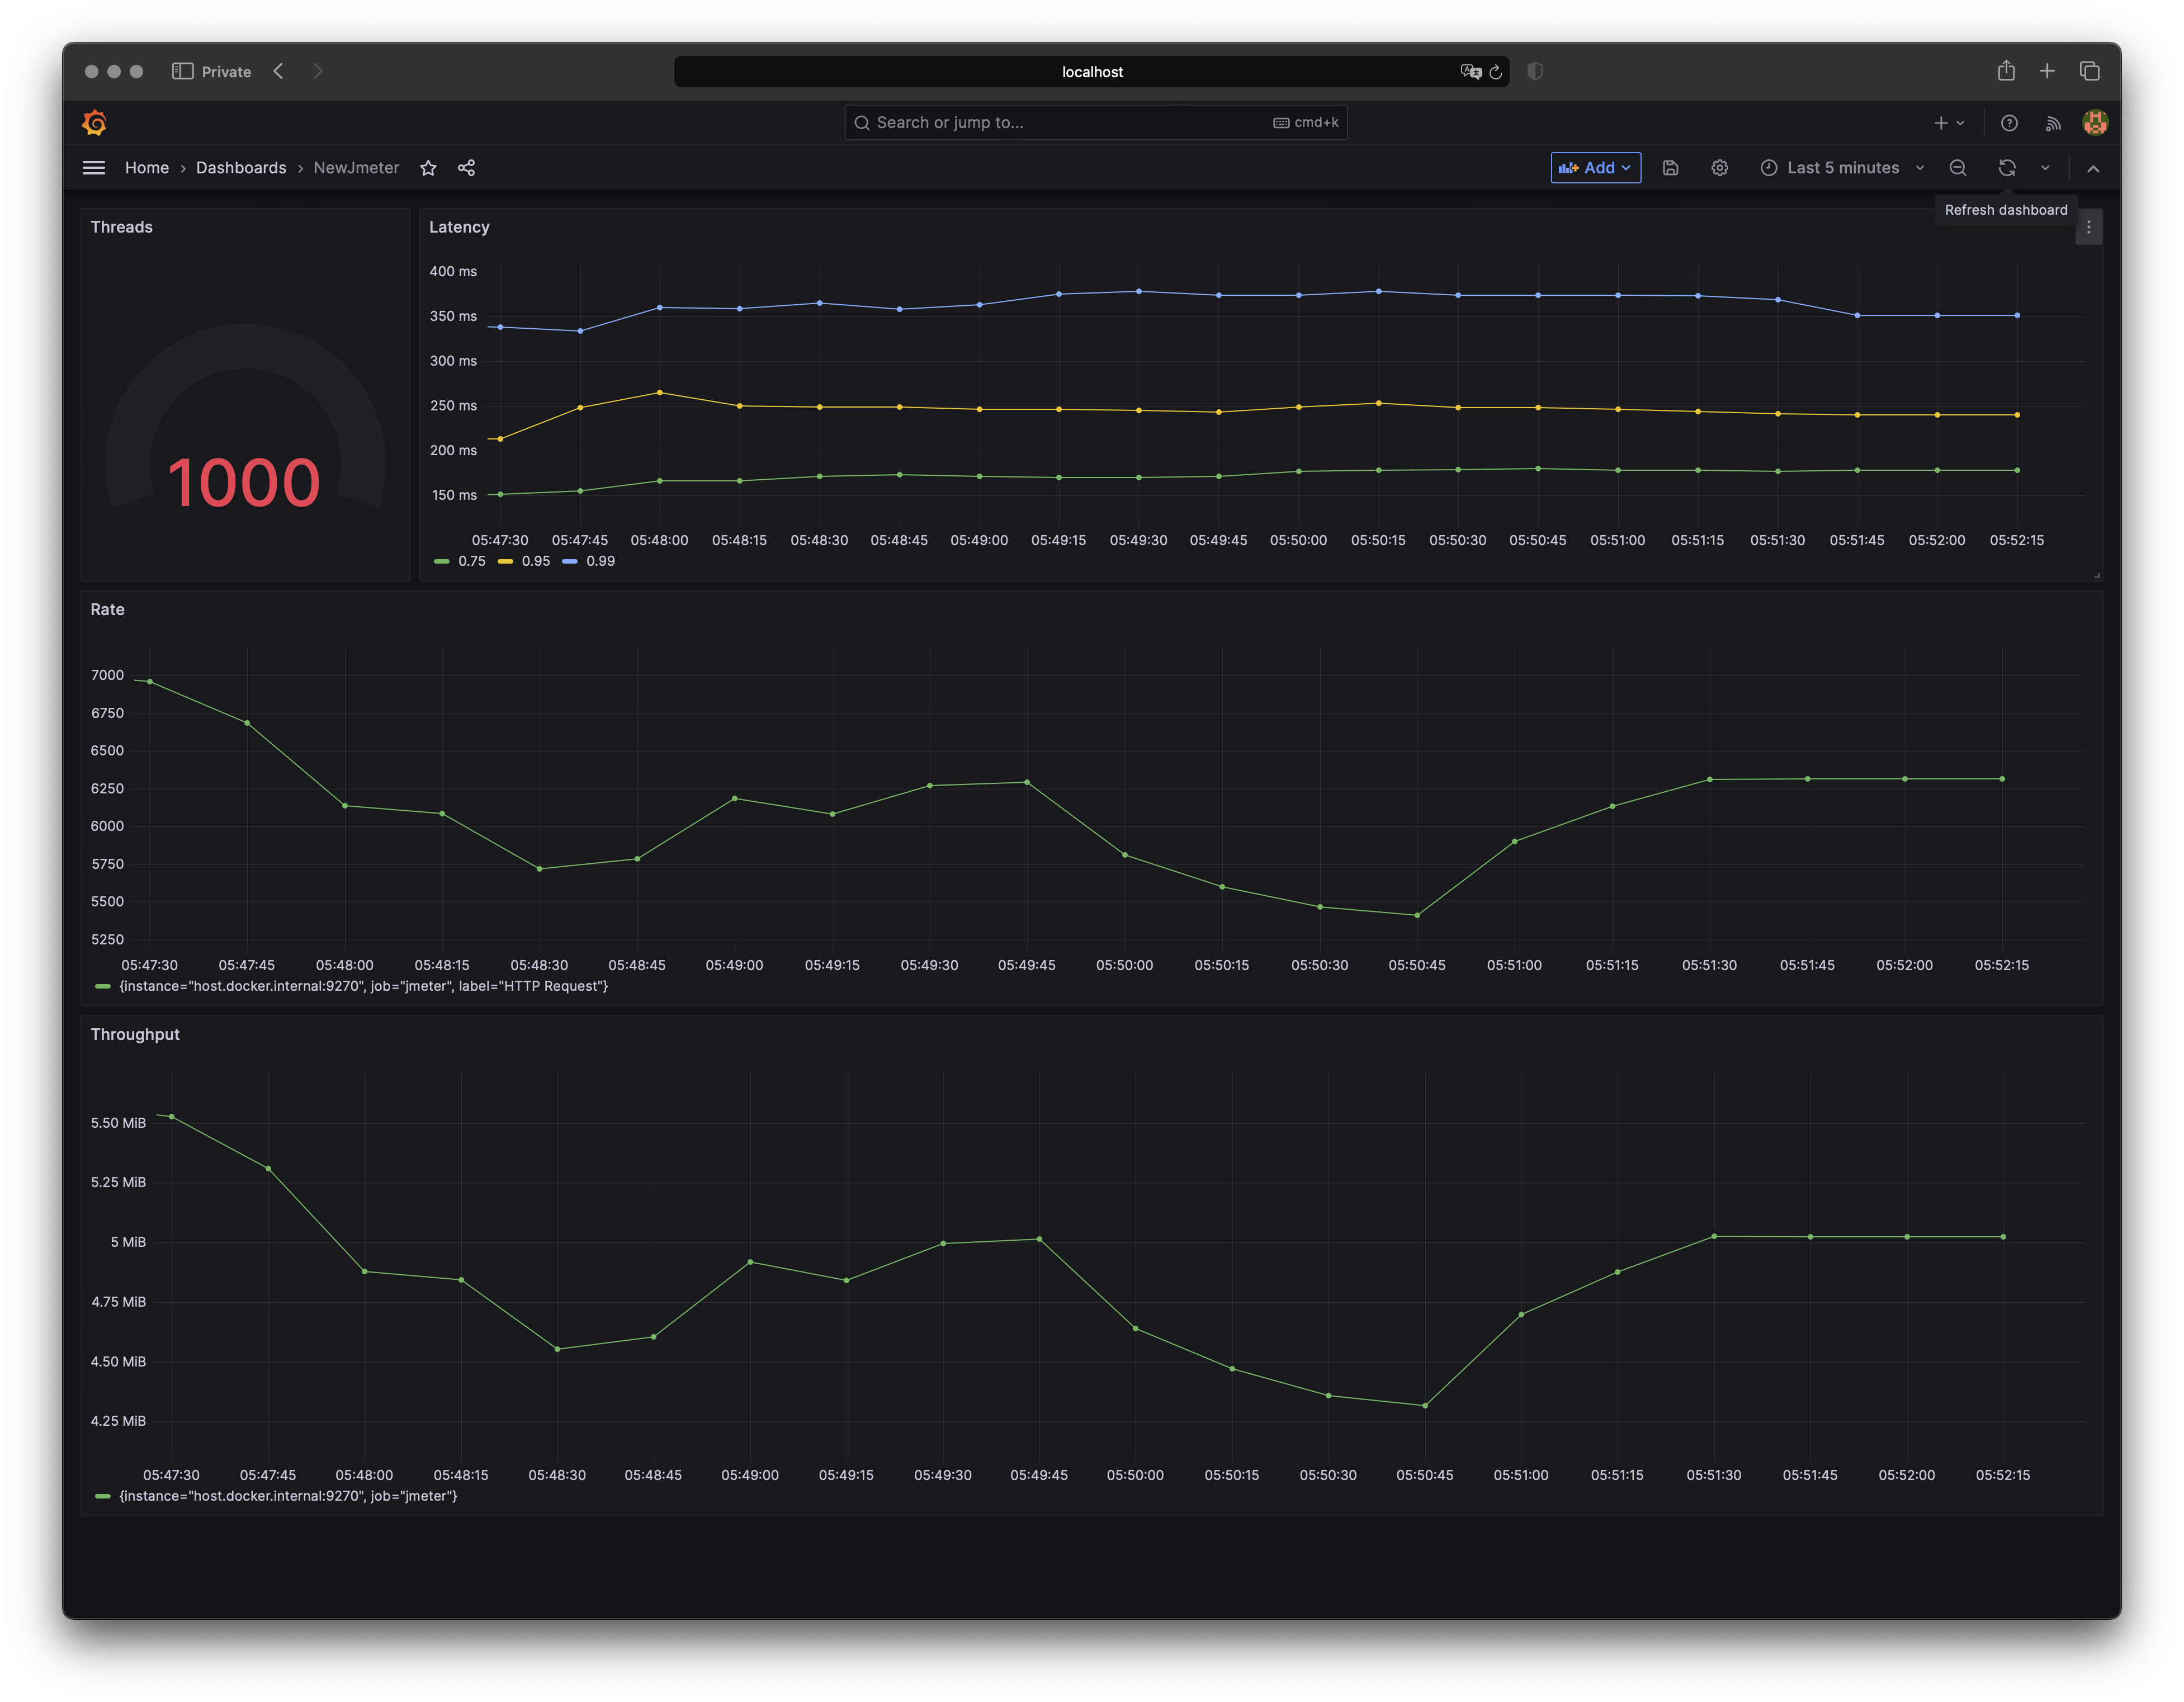 Private
localhost
Search or jump to...
cmd+k
Home › Dashboards › NewJmeter
Add
Last 5 minutes
Refresh dashboard
Threads
1000
Latency
400 ms
350 ms
300 ms
250 ms
200 ms
150 ms
05:47:30 05:47:45 05:48:00 05:48:15 05:48:30 05:48:45 05:49:00 05:49:15 05:49:30 05:49:45 05:50:00 05:50:15 05:50:30 05:50:45 05:51:00 05:51:15 05:51:30 05:51:45 05:52:00 05:52:15
0.75 0.95 0.99
Rate
7000
6750
6500
6250
6000
5750
5500
5250
05:47:30 05:47:45 05:48:00 05:48:15 05:48:30 05:48:45 05:49:00 05:49:15 05:49:30 05:49:45 05:50:00 05:50:15 05:50:30 05:50:45 05:51:00 05:51:15 05:51:30 05:51:45 05:52:00 05:52:15
{instance="host.docker.internal:9270", job="jmeter", label="HTTP Request"}
Throughput
5.50 MiB
5.25 MiB
5 MiB
4.75 MiB
4.50 MiB
4.25 MiB
05:47:30 05:47:45 05:48:00 05:48:15 05:48:30 05:48:45 05:49:00 05:49:15 05:49:30 05:49:45 05:50:00 05:50:15 05:50:30 05:50:45 05:51:00 05:51:15 05:51:30 05:51:45 05:52:00 05:52:15
{instance="host.docker.internal:9270", job="jmeter"}